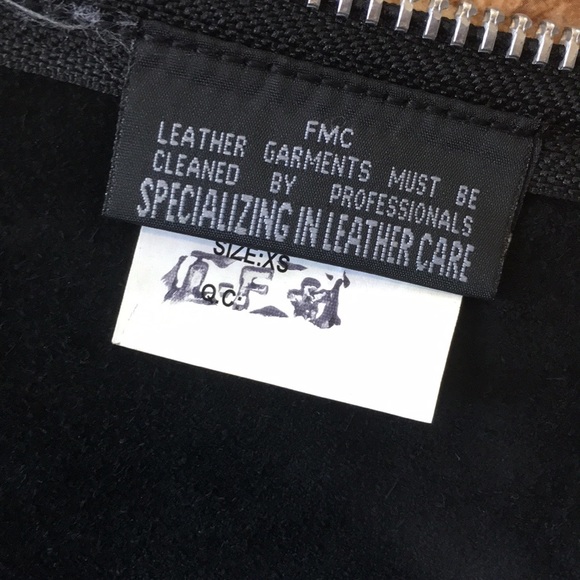 FMC
LEATHER GARMENTS MUST BE
CLEANED BY PROFESSIONALS
SPECIALIZING IN LEATHER CARE
SIZE:XS
Q.C: